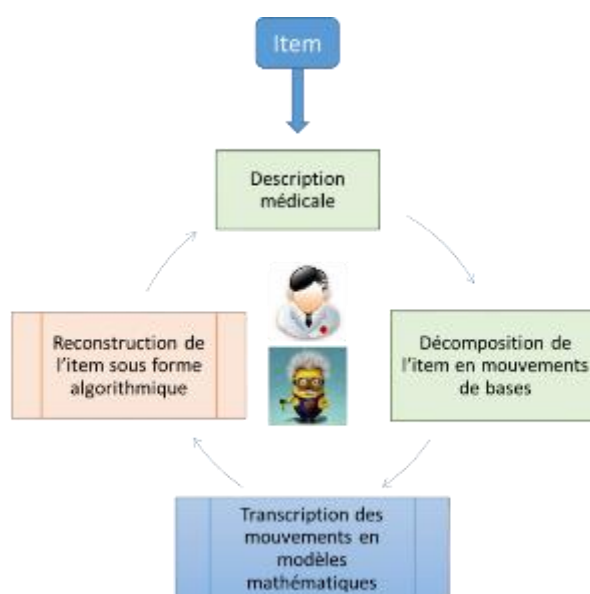 Item
Description
médicale
Reconstruction de
l'item sous forme
algorithmique
Décomposition de
l'item en mouvements
de bases
Transcription des
mouvements en
modèles
mathématiques